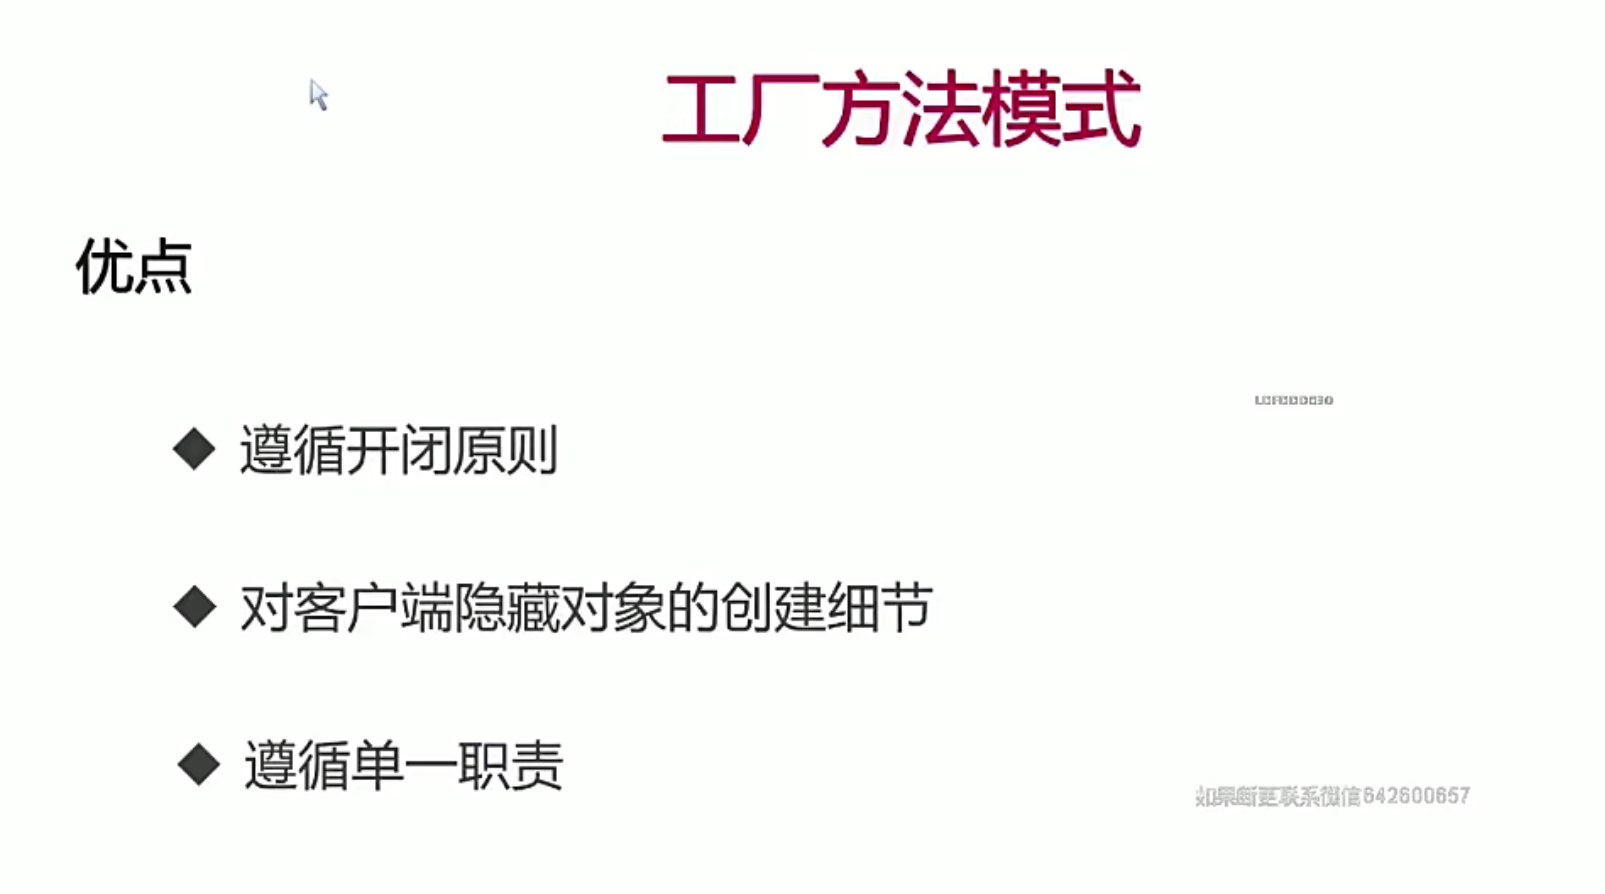 工厂方法模式
优点
◆ 遵循开闭原则
◆ 对客户端隐藏对象的创建细节
◆ 遵循单一职责
如果断更联系微信642600657